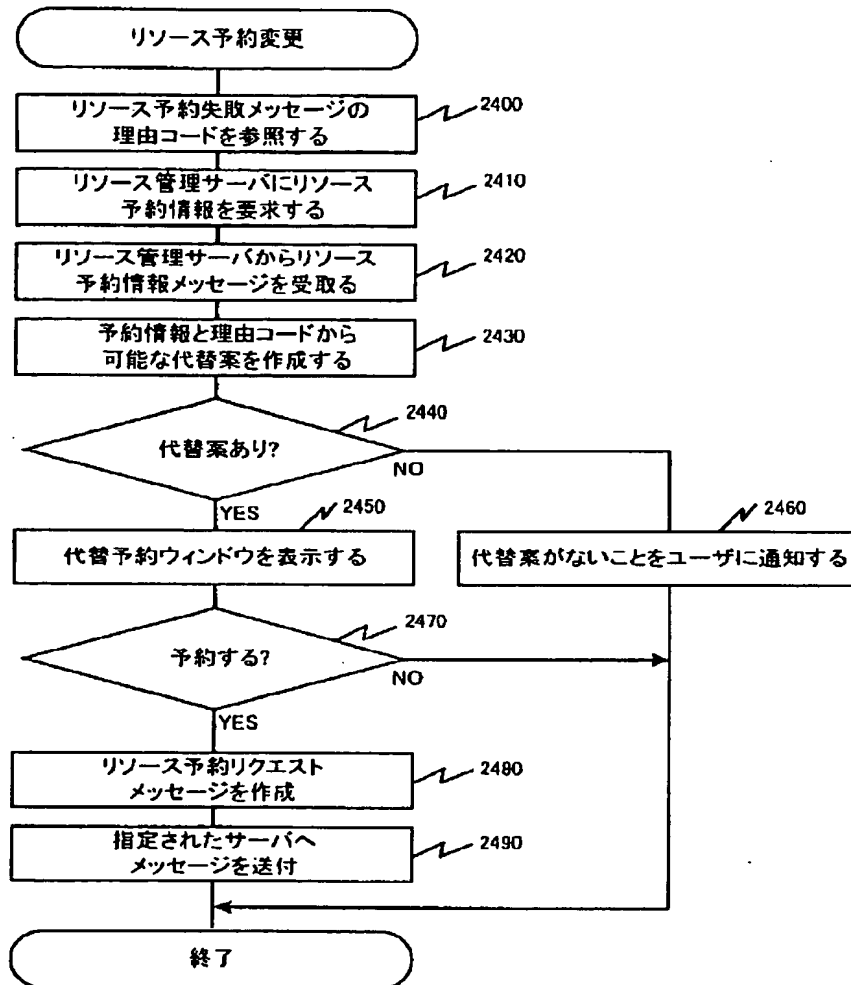 リソース予約変更
リソース予約失敗メッセージの
理由コードを参照する
2400
リソース管理サーバにリソース
予約情報を要求する
2410
リソース管理サーバからリソース
予約情報メッセージを受取る
2420
予約情報と理由コードから
可能な代替案を作成する
2430
2440
代替案あり?
NO
YES
2450
代替予約ウィンドウを表示する
2460
代替案がないことをユーザに通知する
2470
予約する?
NO
YES
リソース予約リクエスト
メッセージを作成
2480
指定されたサーバへ
メッセージを送付
2490
終了